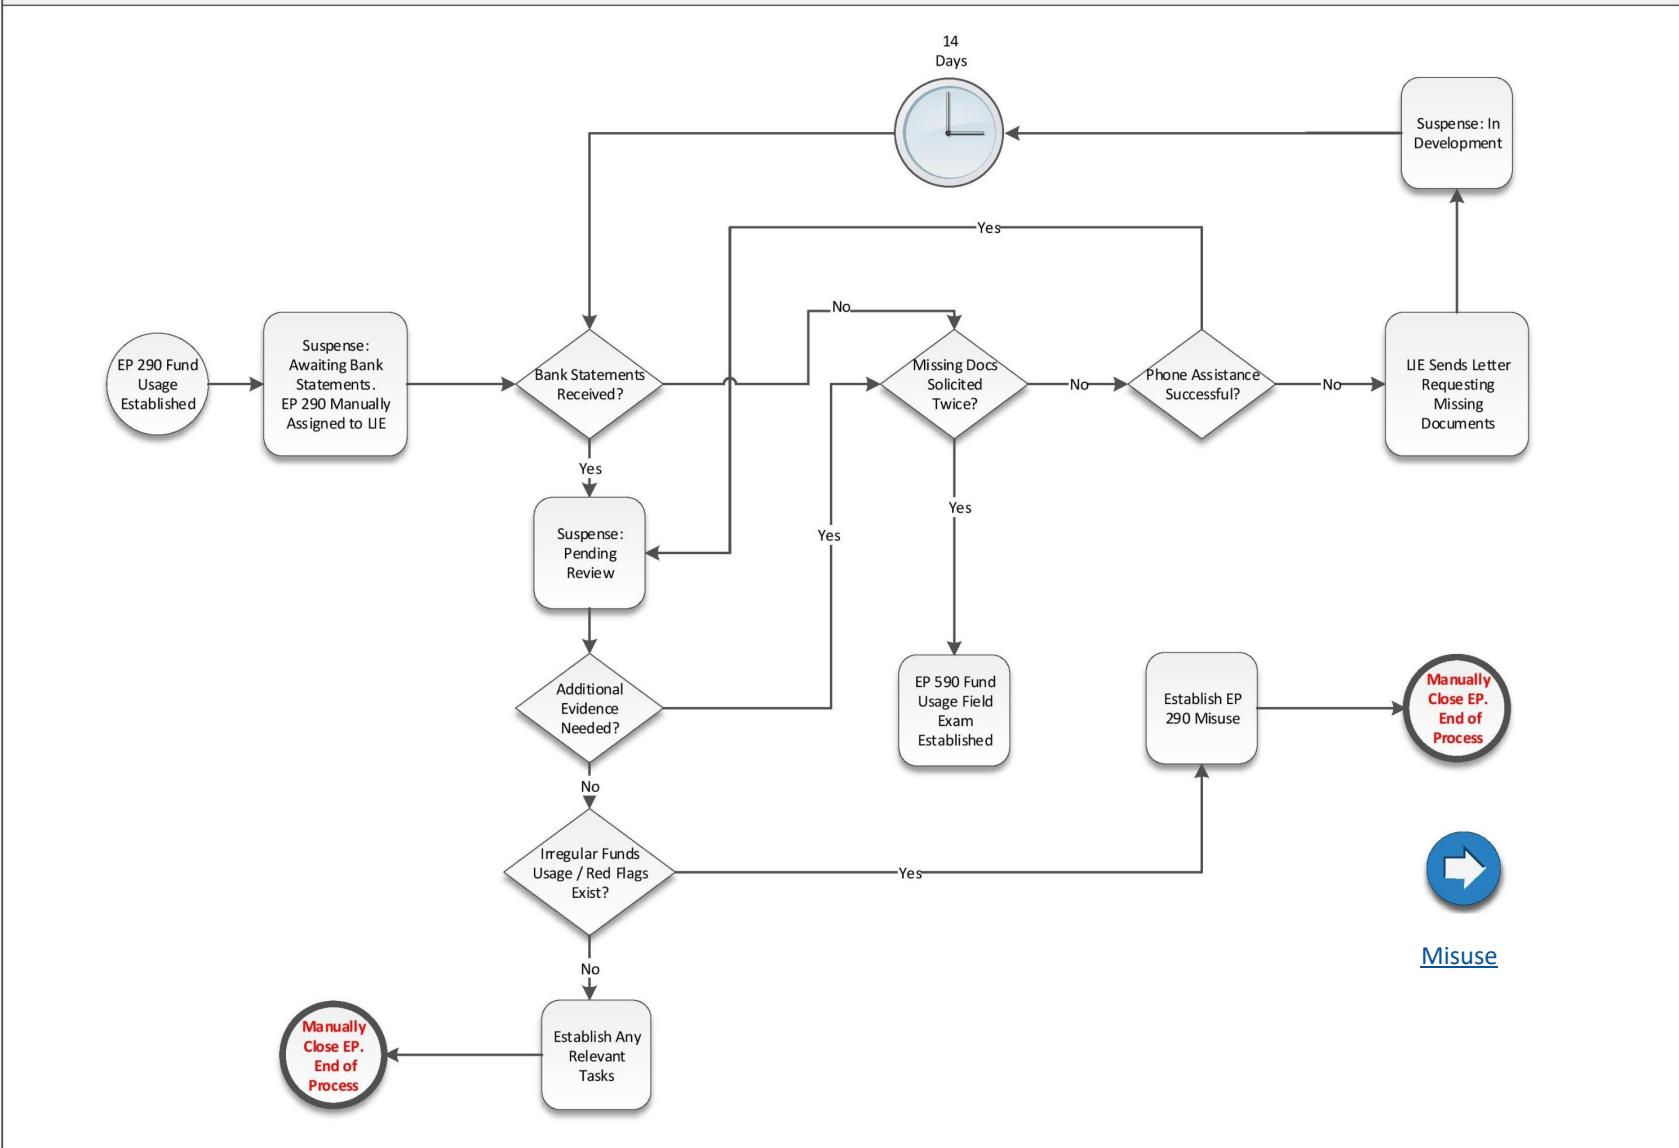 14
Days
Suspense: In
Development
Yes
No
EP 290 Fund
Usage
Established
Suspense:
Awaiting Bank
Statements.
EP 290 Manually
Assigned to LIE
Bank Statements
Received?
Missing Docs
Solicited
Twice?
No
Phone Assistance
Successful?
No
LIE Sends Letter
Requesting
Missing
Documents
Yes
Suspense:
Pending
Review
Yes
Yes
Additional
Evidence
Needed?
EP 590 Fund
Usage Field
Exam
Established
Establish EP
290 Misuse
Manually
Close EP.
End of
Process
No
Irregular Funds
Usage / Red Flags
Exist?
Yes
Misuse
No
Establish Any
Relevant
Tasks
Manually
Close EP.
End of
Process